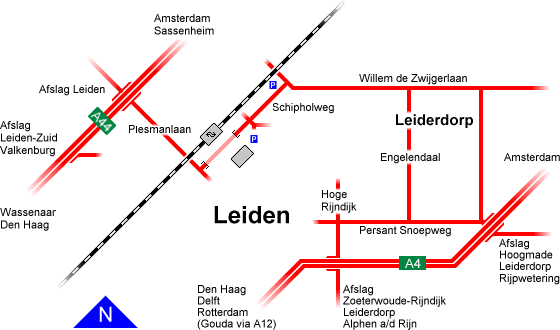 Amsterdam
Sassenheim
Afslag Leiden
A44
Afslag
Leiden-Zuid
Valkenburg
Plesmanlaan
Wassenaar
Den Haag
P
Schipholweg
P
Willem de Zwijgerlaan
Leiderdorp
Engelendaal
Amsterdam
Leiden
Hoge
Rijndijk
Persant Snoepweg
Afslag
Hoogmade
Leiderdorp
Rijpwetering
A4
Den Haag
Delft
Rotterdam
(Gouda via A12)
Afslag
Zoeterwoude-Rijndijk
Leiderdorp
Alphen a/d Rijn
N